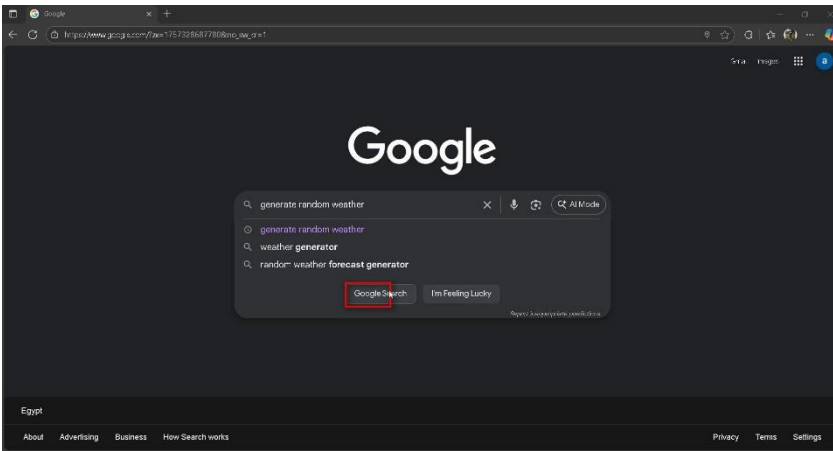 Google
https://www.google.com/?zx=1757328687780&no_sw_cr=1
Images
a
Google
generate random weather
AI Mode
generate random weather
weather generator
random weather forecast generator
Google Search
I'm Feeling Lucky
Egypt
About Advertising Business How Search works
Privacy Terms Settings